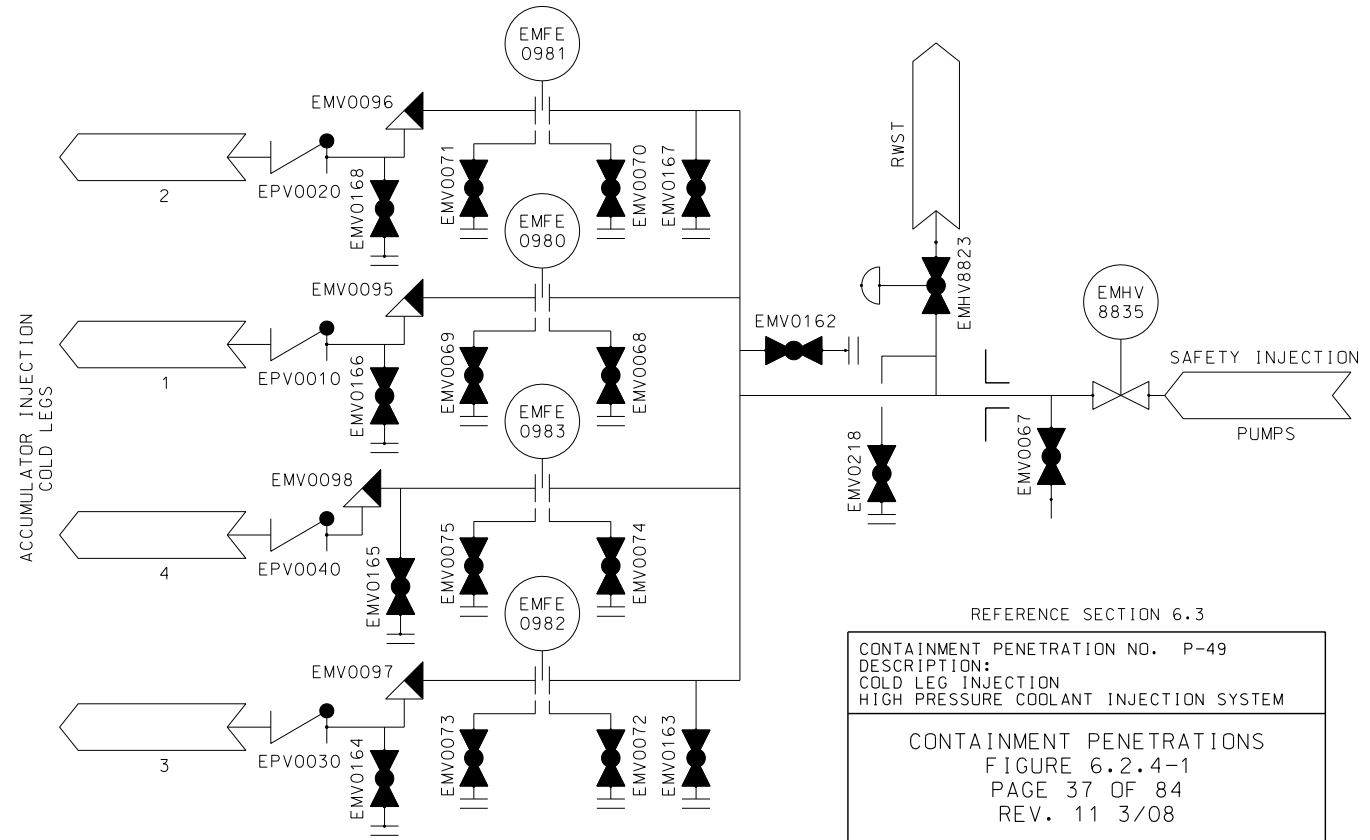 EMFE
0981
EMV0096
EMV0071
EMV0070
EMV0167
2
EPV0020
EMV0168
RWST
EMFE
0980
EMV0095
EMHV8823
EMHV
8835
EMV0162
SAFETY INJECTION
PUMPS
1
EPV0010
EMV0166
EMV0069
EMV0068
ACCUMULATOR INJECTION
COLD LEGS
EMFE
0983
EMV0218
EMV0067
EMV0098
4
EPV0040
EMV0165
EMV0075
EMV0074
EMFE
0982
EMV0097
3
EPV0030
EMV0164
EMV0073
EMV0072
EMV0163
REFERENCE SECTION 6.3
CONTAINMENT PENETRATION NO. P-49
DESCRIPTION:
COLD LEG INJECTION
HIGH PRESSURE COOLANT INJECTION SYSTEM
CONTAINMENT PENETRATIONS
FIGURE 6.2.4-1
PAGE 37 OF 84
REV. 11 3/08